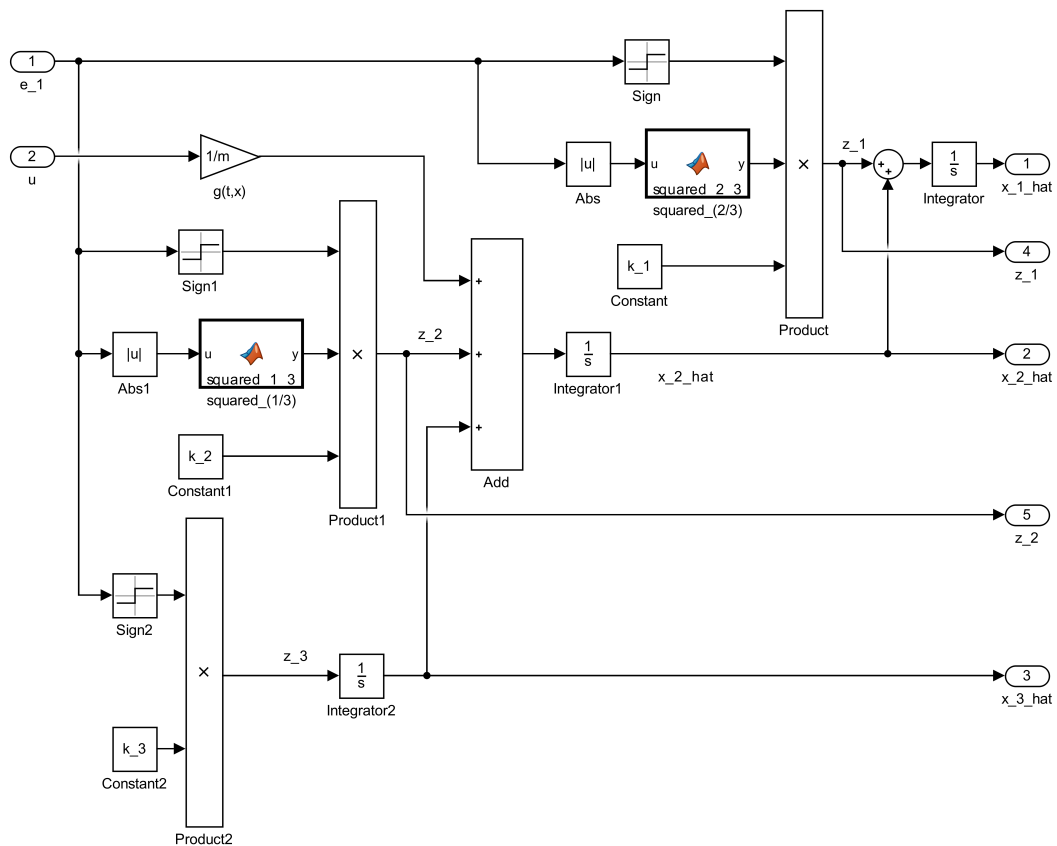 1
e_1
2
u
1/m
g(t,x)
Sign
|u|
Abs
u
y
squared_2_3
squared_(2/3)
k_1
Constant
×
Product
z_1
+
+
1
s
Integrator
1
x_1_hat
4
z_1
Sign1
|u|
Abs1
u
y
squared_1_3
squared_(1/3)
k_2
Constant1
×
Product1
z_2
+
+
+
Add
1
s
Integrator1
x_2_hat
2
x_2_hat
5
z_2
Sign2
k_3
Constant2
×
Product2
z_3
1
s
Integrator2
3
x_3_hat